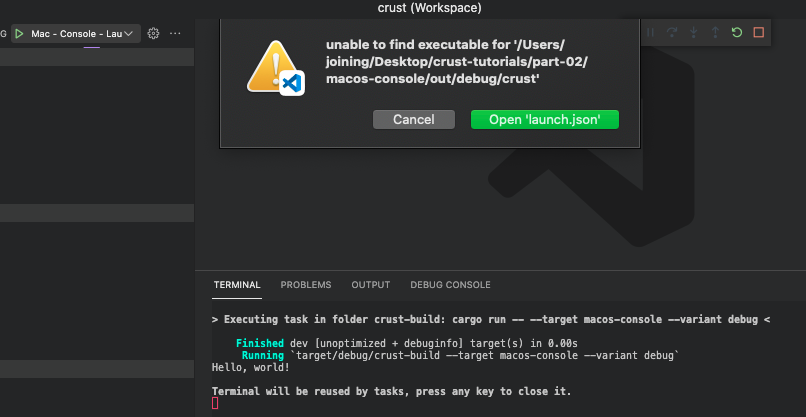 crust (Workspace)
G Mac - Console - Lau
unable to find executable for '/Users/
joining/Desktop/crust-tutorials/part-02/
macos-console/out/debug/crust'
Cancel Open 'launch.json'
TERMINAL PROBLEMS OUTPUT DEBUG CONSOLE
> Executing task in folder crust-build: cargo run -- --target macos-console --variant debug <
Finished dev [unoptimized + debuginfo] target(s) in 0.00s
Running `target/debug/crust-build --target macos-console --variant debug`
Hello, world!
Terminal will be reused by tasks, press any key to close it.